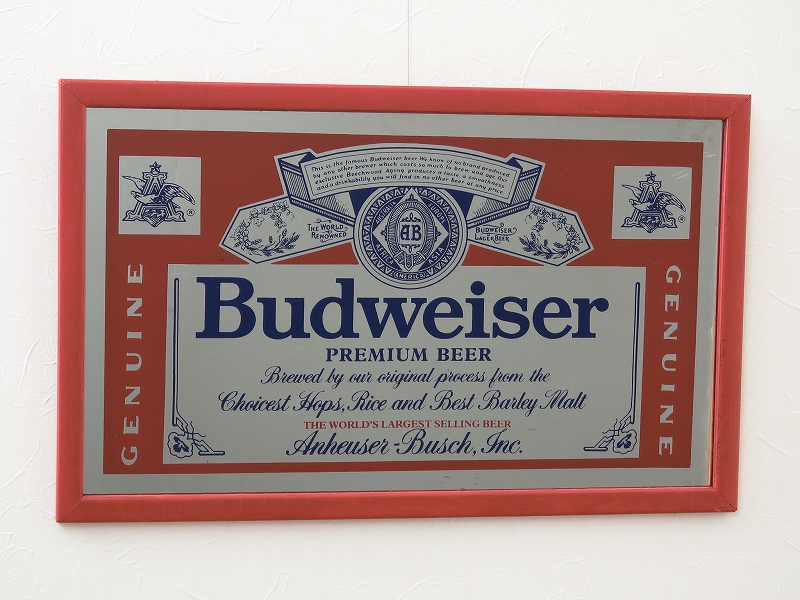 This is the famous Budweiser beer. We know of no brand produced
by any other brewer which costs so much to brew and age. Our
exclusive Beechwood Aging produces a taste, a smoothness
and a drinkability you will find in no other beer at any price.
THE WORLD
RENOWNED
BUDWEISER
LAGER BEER
AB
AMERICA
GENUINE
GENUINE
®
®
Budweiser
PREMIUM BEER
Brewed by our original process from the
Choicest Hops, Rice and Best Barley Malt
THE WORLD'S LARGEST SELLING BEER
Anheuser-Busch, Inc.